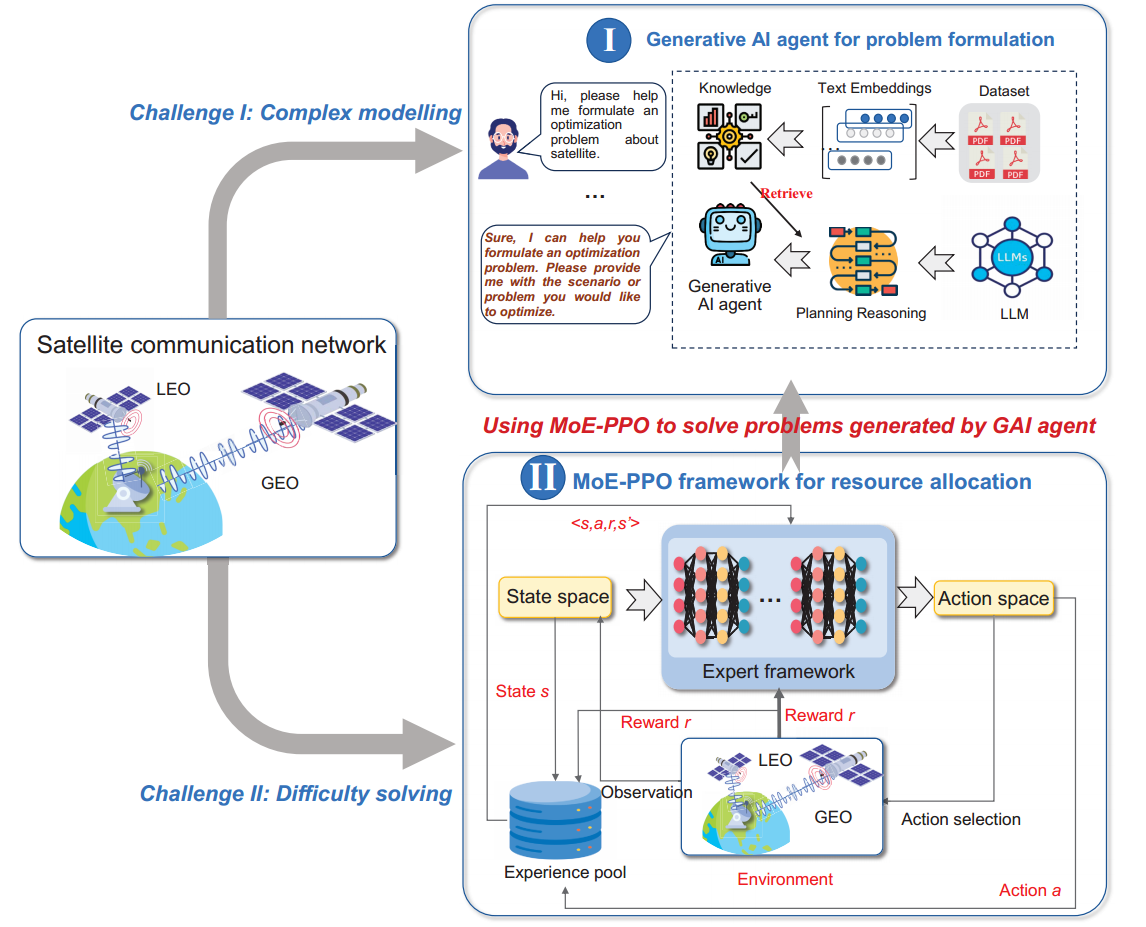 I
Generative AI agent for problem formulation
Challenge I: Complex modelling
Hi, please help
me formulate an
optimization
problem about
satellite.
...
Sure, I can help you
formulate an optimization
problem. Please provide
me with the scenario or
problem you would like
to optimize.
Knowledge
Text Embeddings
Dataset
...
PDF
PDF
PDF
PDF
Retrieve
AI
Generative
AI agent
Planning Reasoning
LLMs
LLM
Satellite communication network
LEO
GEO
Using MoE-PPO to solve problems generated by GAI agent
II
MoE-PPO framework for resource allocation
<s,a,r,s'>
State space
...
Action space
Expert framework
State s
Reward r
Reward r
LEO
GEO
Observation
Action selection
Challenge II: Difficulty solving
Experience pool
Environment
Action a